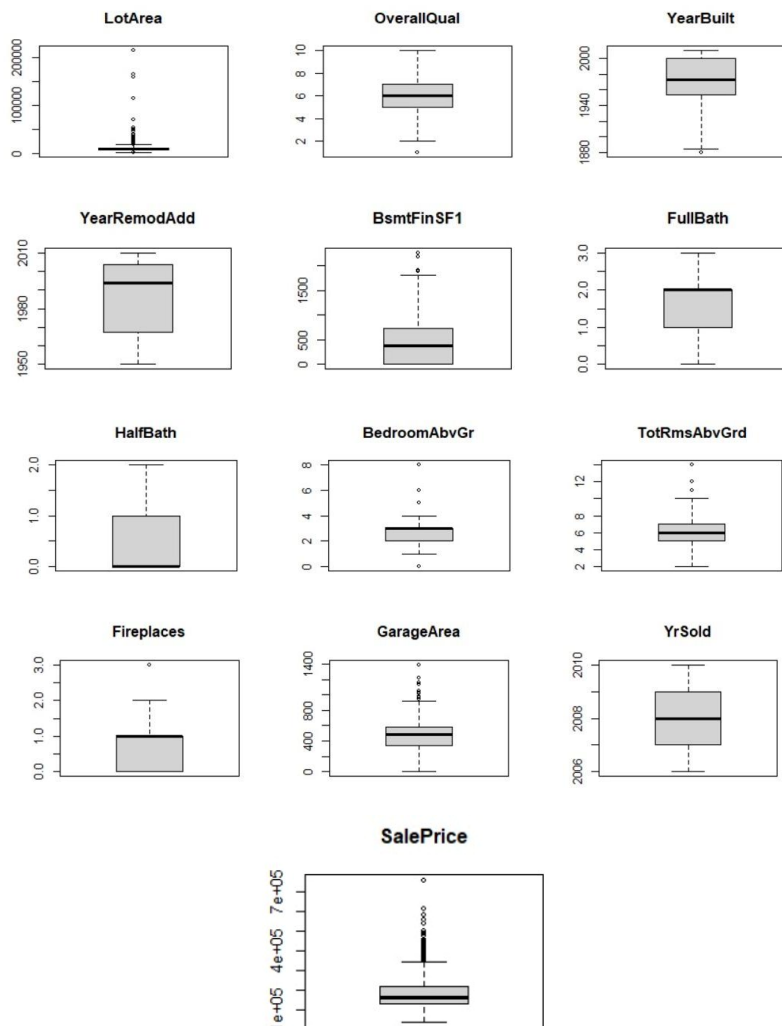 LotArea
OverallQual
YearBuilt
0
100000
200000
2
4
6
8
10
1880
1940
2000
YearRemodAdd
BsmtFinSF1
FullBath
1950
1980
2010
0
500
1500
0.0
1.0
2.0
3.0
HalfBath
BedroomAbvGr
TotRmsAbvGrd
0.0
1.0
2.0
0
2
4
6
8
2
4
6
8
12
Fireplaces
GarageArea
YrSold
0.0
1.0
2.0
3.0
0
400
800
1400
2006
2008
2010
SalePrice
e+05
4e+05
7e+05